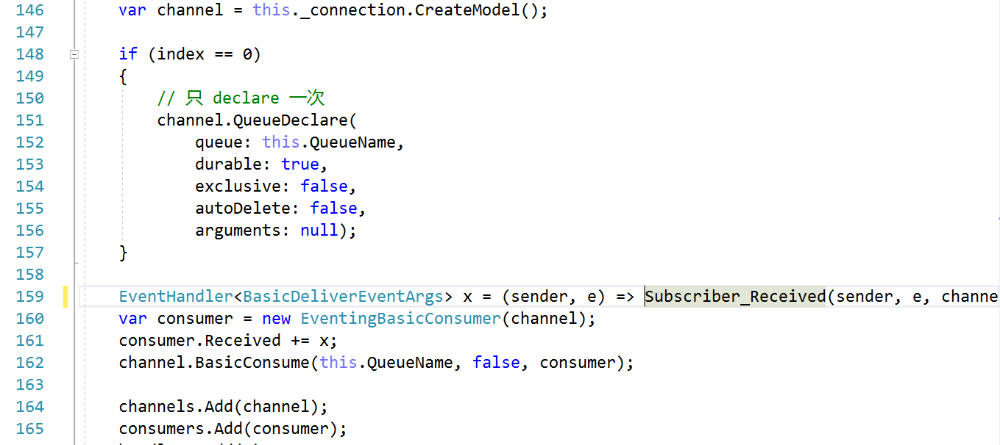 146 var channel = this._connection.CreateModel();
147
148 if (index == 0)
149 {
150 // 只 declare 一次
151 channel.QueueDeclare(
152 queue: this.QueueName,
153 durable: true,
154 exclusive: false,
155 autoDelete: false,
156 arguments: null);
157 }
158
159 EventHandler<BasicDeliverEventArgs> x = (sender, e) => Subscriber_Received(sender, e, channe
160 var consumer = new EventingBasicConsumer(channel);
161 consumer.Received += x;
162 channel.BasicConsume(this.QueueName, false, consumer);
163
164 channels.Add(channel);
165 consumers.Add(consumer);